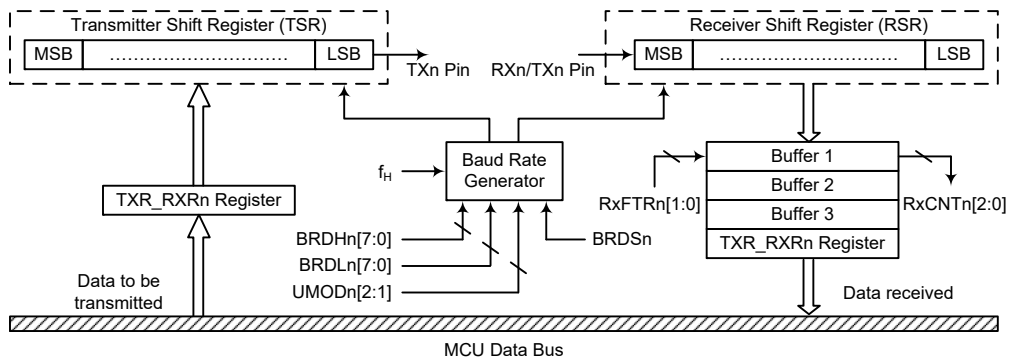 Transmitter Shift Register (TSR)
MSB ................................ LSB
TXn Pin
Receiver Shift Register (RSR)
RXn/TXn Pin
MSB ................................ LSB
fH
Baud Rate
Generator
TXR_RXRn Register
BRDHn[7:0]
BRDLn[7:0]
UMODn[2:1]
BRDSn
Buffer 1
Buffer 2
Buffer 3
TXR_RXRn Register
RxFTRn[1:0]
RxCNTn[2:0]
Data to be
transmitted
Data received
MCU Data Bus